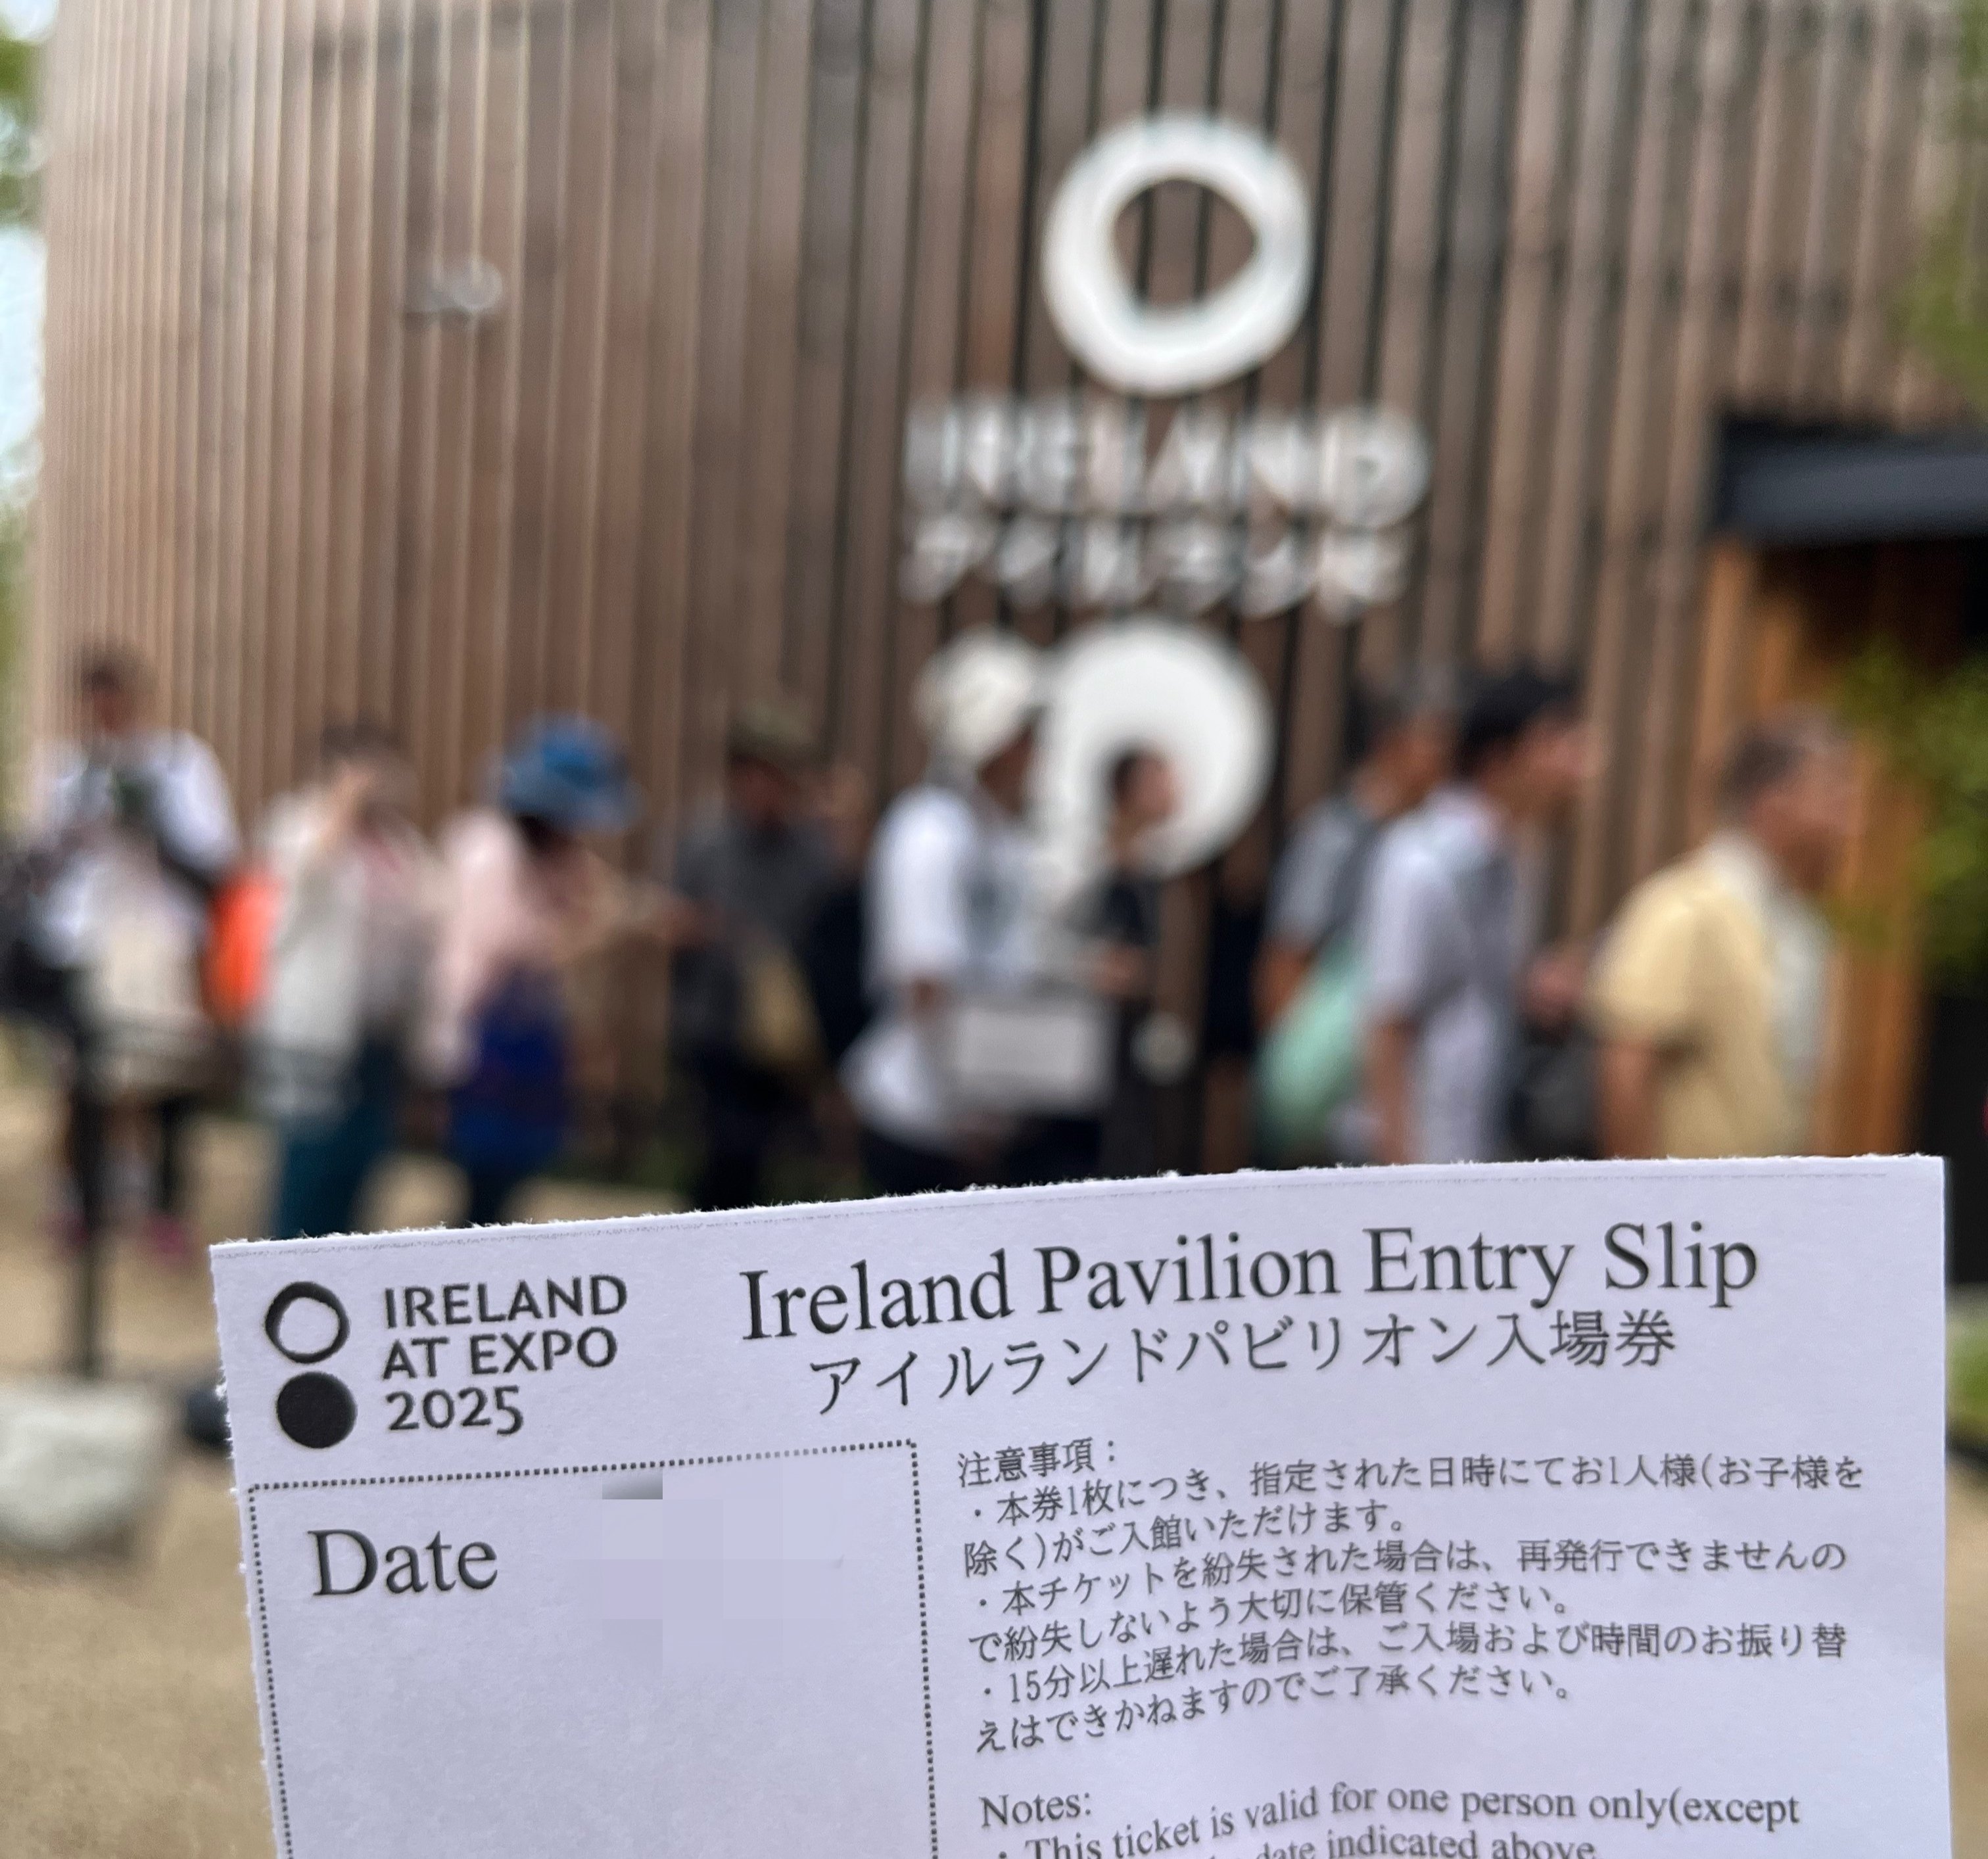 IRELAND
アイルランド
IRELAND
AT EXPO
2025
Ireland Pavilion Entry Slip
アイルランドパビリオン入場券
Date
注意事項：
・本券1枚につき、指定された日時にてお1人様(お子様を
除く)がご入館いただけます。
・本チケットを紛失された場合は、再発行できませんの
で紛失しないよう大切に保管ください。
・15分以上遅れた場合は、ご入場および時間のお振り替
えはできかねますのでご了承ください。
Notes:
・This ticket is valid for one person only(except
date indicated above